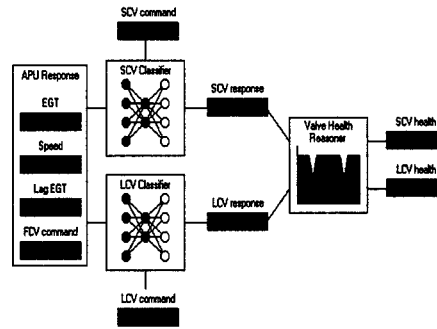 SCV command
APU Response
EGT
Speed
Lag EGT
FCV command
SCV Classifier
LCV Classifier
LCV command
SCV response
LCV response
Valve Health
Reasoner
SCV health
LCV health